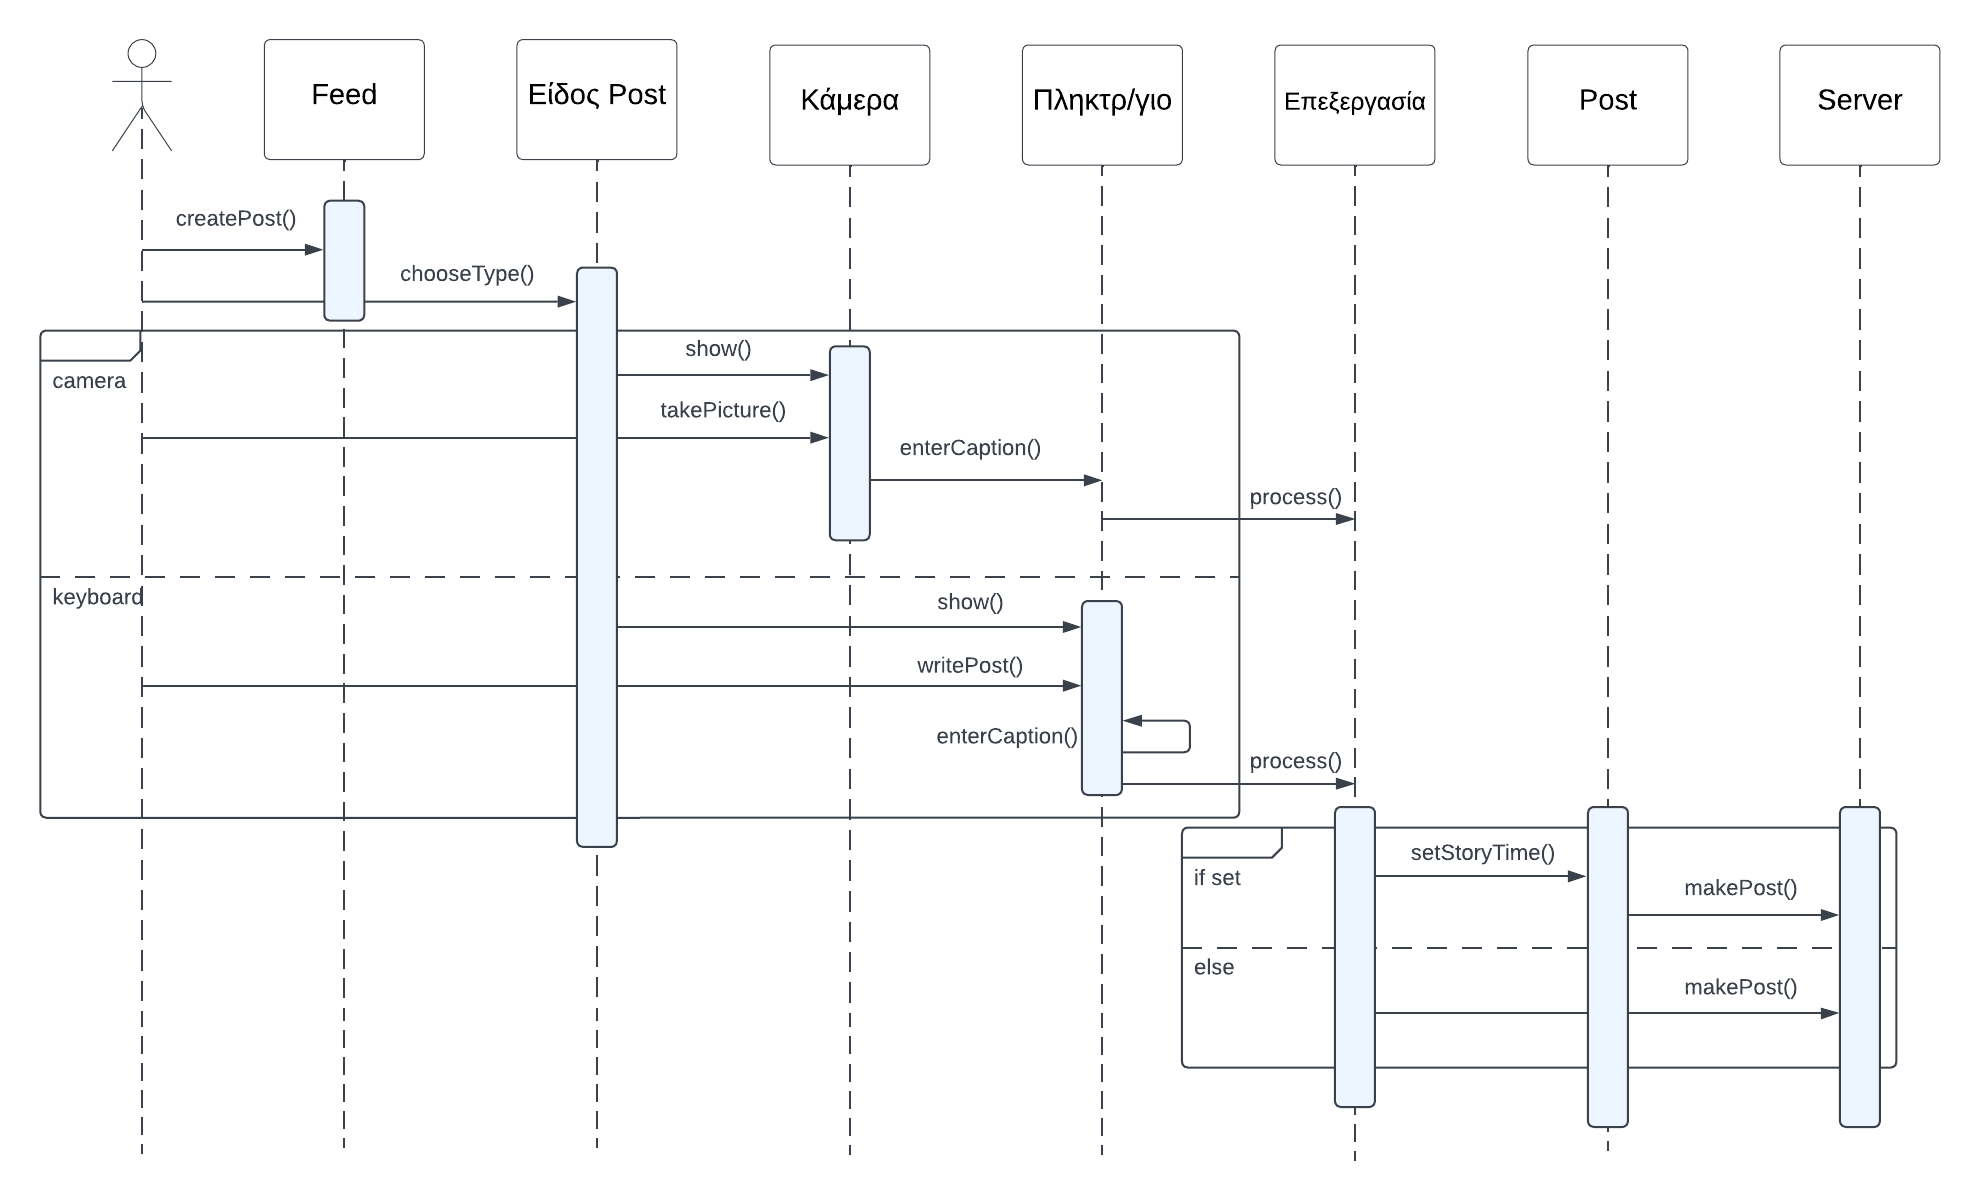 Feed
Είδος Post
Κάμερα
Πληκτρ/γιο
Επεξεργασία
Post
Server
createPost()
chooseType()
show()
camera
takePicture()
enterCaption()
process()
keyboard
show()
writePost()
enterCaption()
process()
setStoryTime()
if set
makePost()
else
makePost()